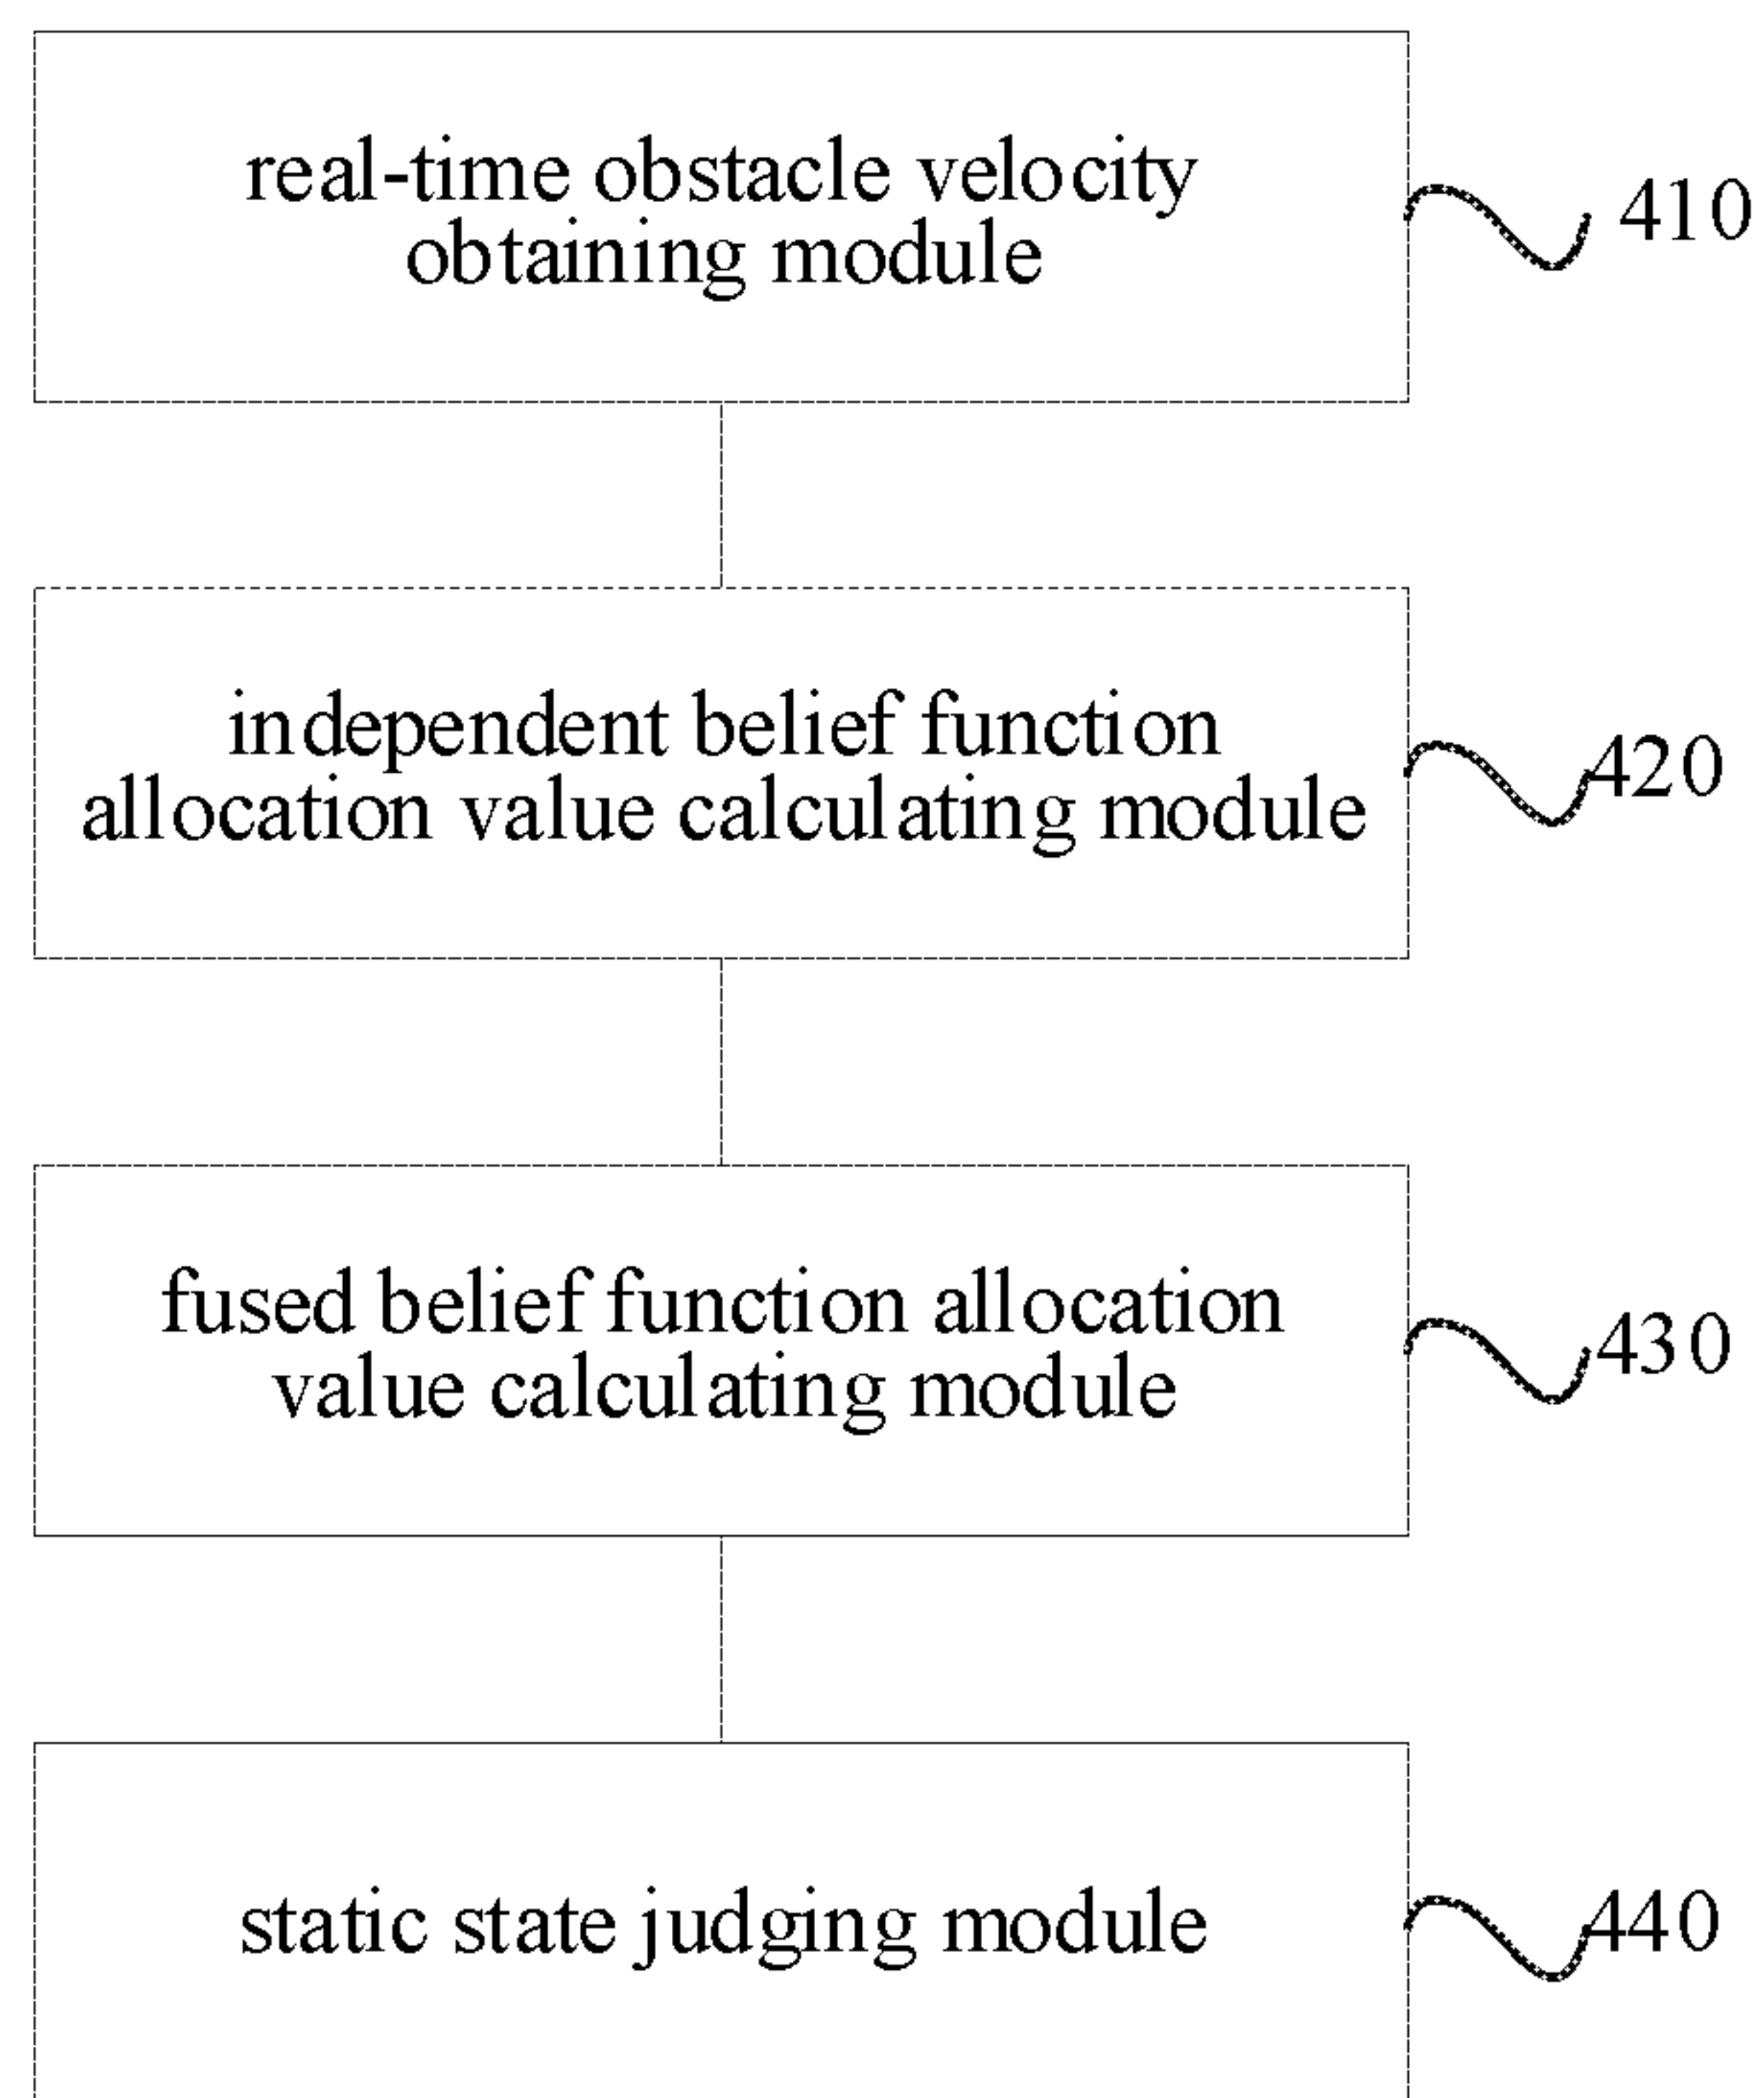 real-time obstacle velocity
obtaining module
410
independent belief function
allocation value calculating module
420
fused belief function allocation
value calculating module
430
static state judging module
440